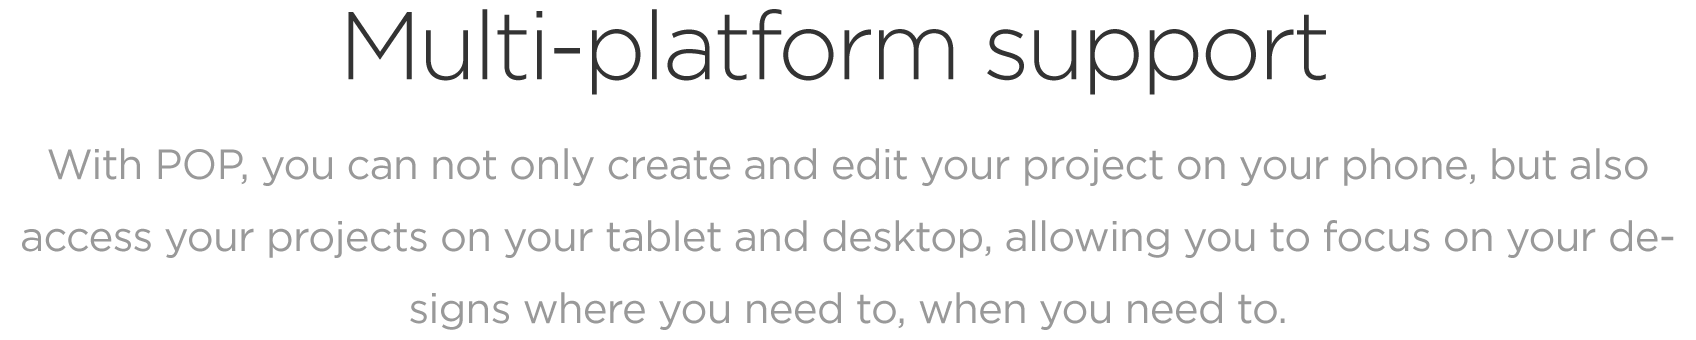 Multi-platform support
With POP, you can not only create and edit your project on your phone, but also
access your projects on your tablet and desktop, allowing you to focus on your de-
signs where you need to, when you need to.